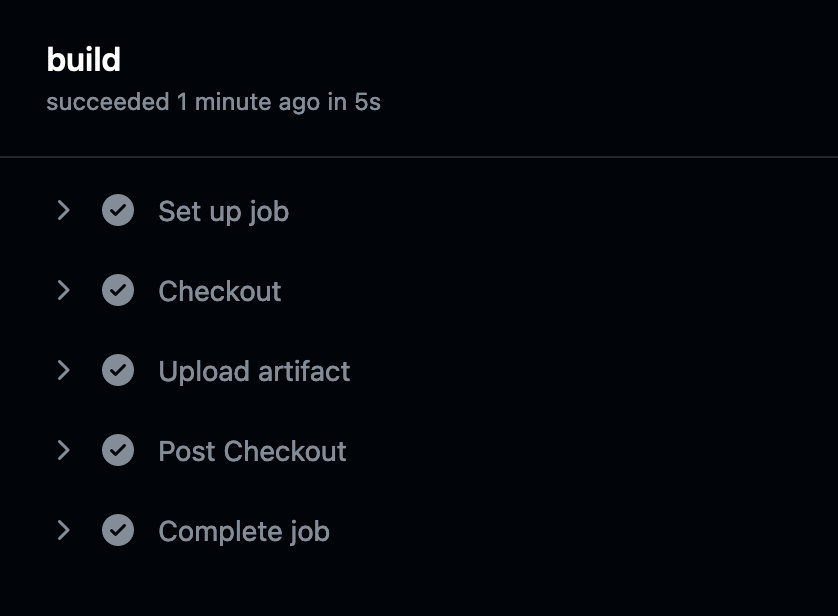 build
succeeded 1 minute ago in 5s
Set up job
Checkout
Upload artifact
Post Checkout
Complete job